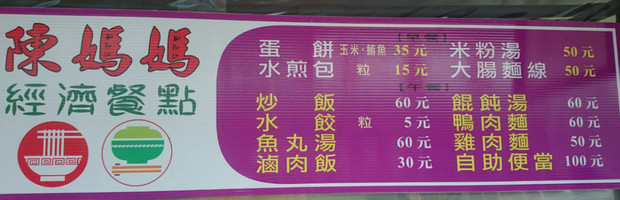 陳媽媽
經濟餐點
【早餐】
蛋餅 玉米·鮪魚 35元 米粉湯 50元
水煎包 粒 15元 大腸麵線 50元
【午餐】
炒飯 60元 餛飩湯 60元
水餃 粒 5元 鴨肉麵 60元
魚丸湯 60元 雞肉麵 50元
滷肉飯 30元 自助便當 100元